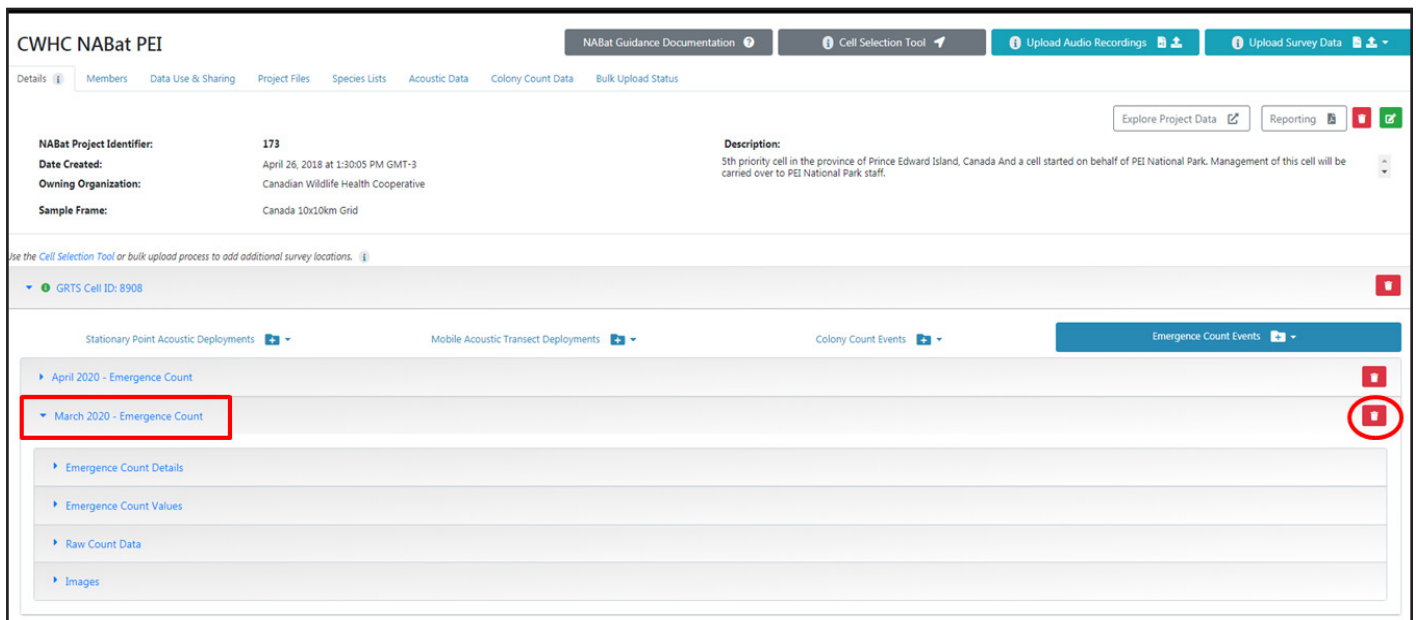 CWHC NABat PEI
NABat Guidance Documentation
Cell Selection Tool
Upload Audio Recordings
Upload Survey Data
Details Members Data Use & Sharing Project Files Species Lists Acoustic Data Colony Count Data Bulk Upload Status
Explore Project Data
Reporting
NABat Project Identifier: 173
Date Created: April 26, 2018 at 1:30:05 PM GMT-3
Owning Organization: Canadian Wildlife Health Cooperative
Sample Frame: Canada 10x10km Grid
Description:
5th priority cell in the province of Prince Edward Island, Canada And a cell started on behalf of PEI National Park. Management of this cell will be
carried over to PEI National Park staff.
Use the Cell Selection Tool or bulk upload process to add additional survey locations.
GRTS Cell ID: 8908
Stationary Point Acoustic Deployments Mobile Acoustic Transect Deployments Colony Count Events Emergence Count Events
April 2020 - Emergence Count
March 2020 - Emergence Count
Emergence Count Details
Emergence Count Values
Raw Count Data
Images